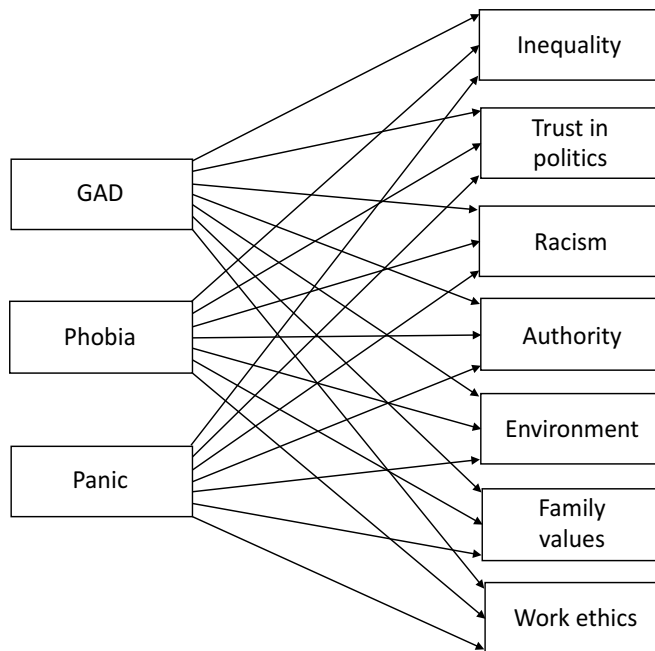 GAD
Phobia
Panic
Inequality
Trust in
politics
Racism
Authority
Environment
Family
values
Work ethics